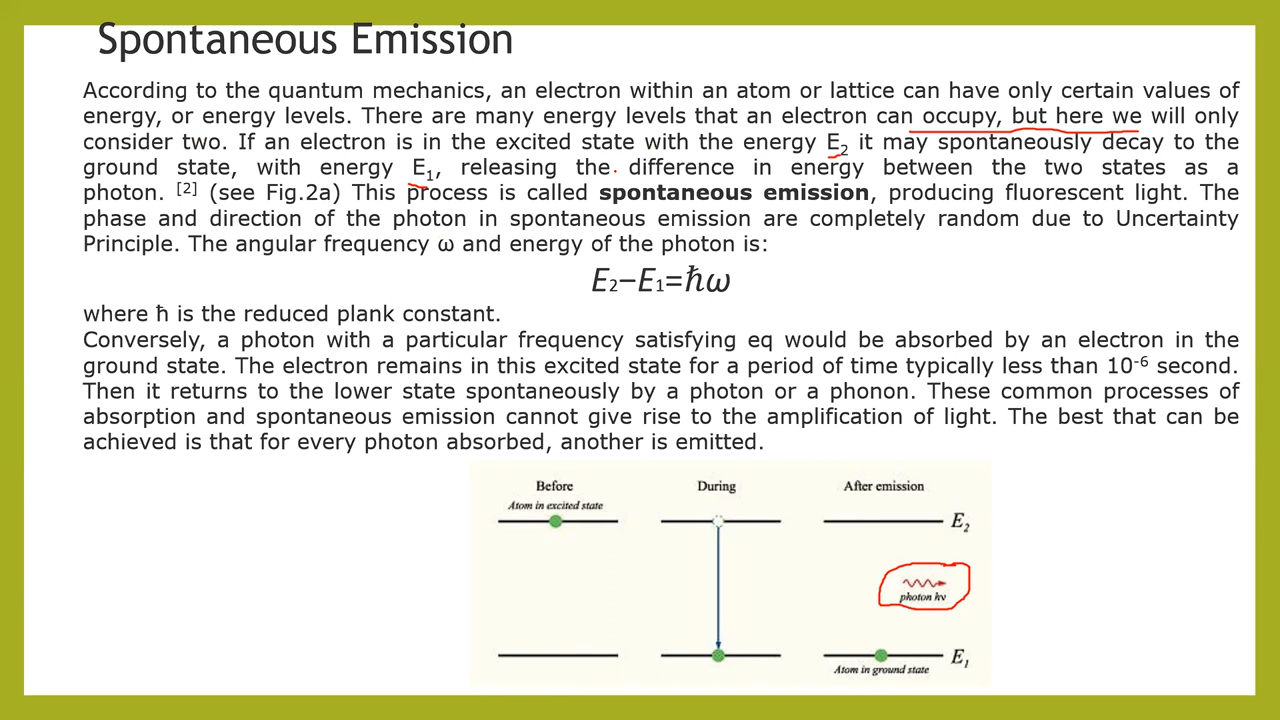 Spontaneous Emission
According to the quantum mechanics, an electron within an atom or lattice can have only certain values of
energy, or energy levels. There are many energy levels that an electron can occupy, but here we will only
consider two. If an electron is in the excited state with the energy E₂ it may spontaneously decay to the
ground state, with energy E₁, releasing the difference in energy between the two states as a
photon. [2] (see Fig.2a) This process is called spontaneous emission, producing fluorescent light. The
phase and direction of the photon in spontaneous emission are completely random due to Uncertainty
Principle. The angular frequency ω and energy of the photon is:
E₂−E₁=ℏω
where ħ is the reduced plank constant.
Conversely, a photon with a particular frequency satisfying eq would be absorbed by an electron in the
ground state. The electron remains in this excited state for a period of time typically less than 10⁻⁶ second.
Then it returns to the lower state spontaneously by a photon or a phonon. These common processes of
absorption and spontaneous emission cannot give rise to the amplification of light. The best that can be
achieved is that for every photon absorbed, another is emitted.
Before During After emission
Atom in excited state
E₂
photon hν
E₁
Atom in ground state